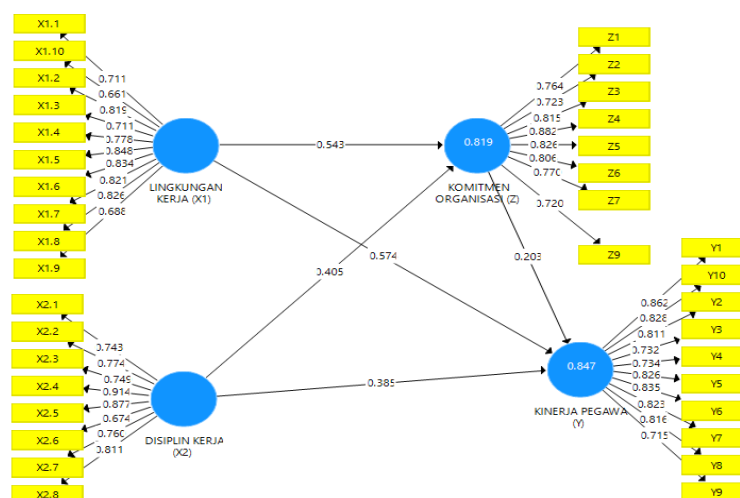 X1.1
X1.10
X1.2
X1.3
X1.4
X1.5
X1.6
X1.7
X1.8
X1.9
0.711
0.661
0.819
0.711
0.778
0.848
0.834
0.821
0.826
0.688
LINGKUNGAN
KERJA (X1)
0.543
0.574
0.405
0.385
0.203
0.819
KOMITMEN
ORGANISASI (Z)
0.764
0.723
0.815
0.882
0.826
0.806
0.770
0.720
Z1
Z2
Z3
Z4
Z5
Z6
Z7
Z9
X2.1
X2.2
X2.3
X2.4
X2.5
X2.6
X2.7
X2.8
0.743
0.774
0.749
0.914
0.877
0.674
0.760
0.811
DISIPLIN KERJA
(X2)
0.847
KINERJA PEGAWA
(Y)
0.862
0.828
0.811
0.732
0.734
0.826
0.835
0.823
0.816
0.715
Y1
Y10
Y2
Y3
Y4
Y5
Y6
Y7
Y8
Y9